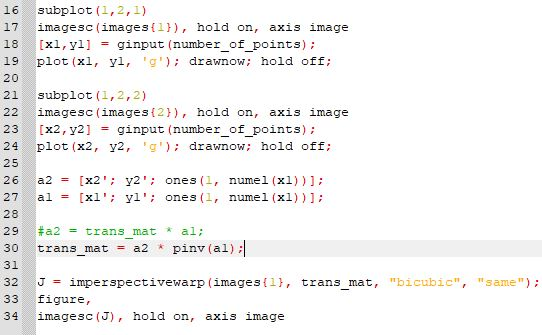 16 subplot(1,2,1)
17 imagesc(images{1}), hold on, axis image
18 [x1,y1] = ginput(number_of_points);
19 plot(x1, y1, 'g'); drawnow; hold off;
20
21 subplot(1,2,2)
22 imagesc(images{2}), hold on, axis image
23 [x2,y2] = ginput(number_of_points);
24 plot(x2, y2, 'g'); drawnow; hold off;
25
26 a2 = [x2'; y2'; ones(1, numel(x1))];
27 a1 = [x1'; y1'; ones(1, numel(x1))];
28
29 #a2 = trans_mat * a1;
30 trans_mat = a2 * pinv(a1);
31
32 J = imperspectivewarp(images{1}, trans_mat, "bicubic", "same");
33 figure,
34 imagesc(J), hold on, axis image